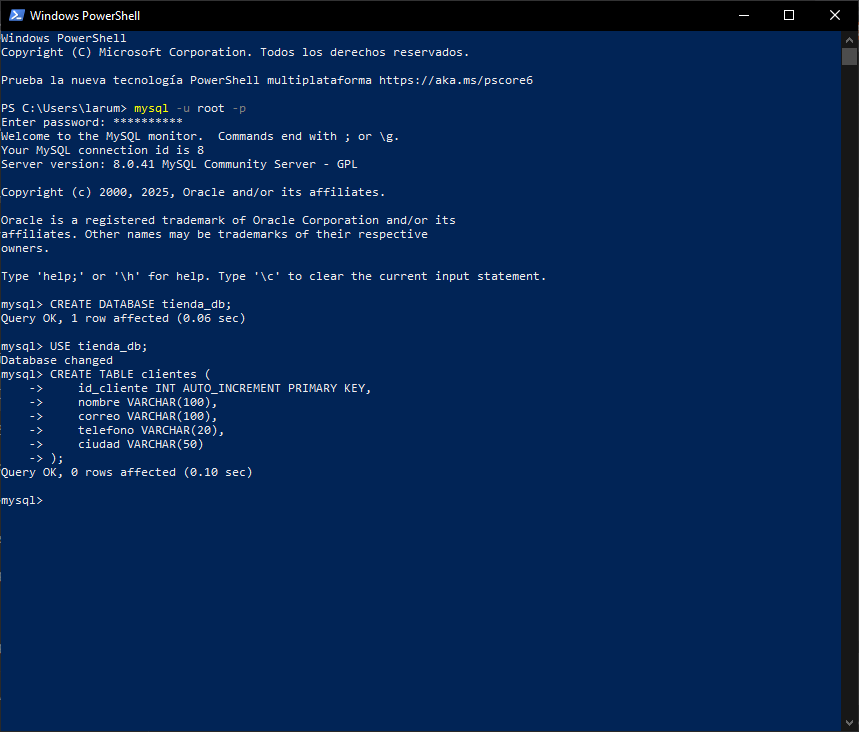 Windows PowerShell
Windows PowerShell
Copyright (C) Microsoft Corporation. Todos los derechos reservados.
Prueba la nueva tecnología PowerShell multiplataforma https://aka.ms/pscore6
PS C:\Users\larum> mysql -u root -p
Enter password: **********
Welcome to the MySQL monitor.  Commands end with ; or \g.
Your MySQL connection id is 8
Server version: 8.0.41 MySQL Community Server - GPL
Copyright (c) 2000, 2025, Oracle and/or its affiliates.
Oracle is a registered trademark of Oracle Corporation and/or its
affiliates. Other names may be trademarks of their respective
owners.
Type 'help;' or '\h' for help. Type '\c' to clear the current input statement.
mysql> CREATE DATABASE tienda_db;
Query OK, 1 row affected (0.06 sec)
mysql> USE tienda_db;
Database changed
mysql> CREATE TABLE clientes (
    ->     id_cliente INT AUTO_INCREMENT PRIMARY KEY,
    ->     nombre VARCHAR(100),
    ->     correo VARCHAR(100),
    ->     telefono VARCHAR(20),
    ->     ciudad VARCHAR(50)
    -> );
Query OK, 0 rows affected (0.10 sec)
mysql>